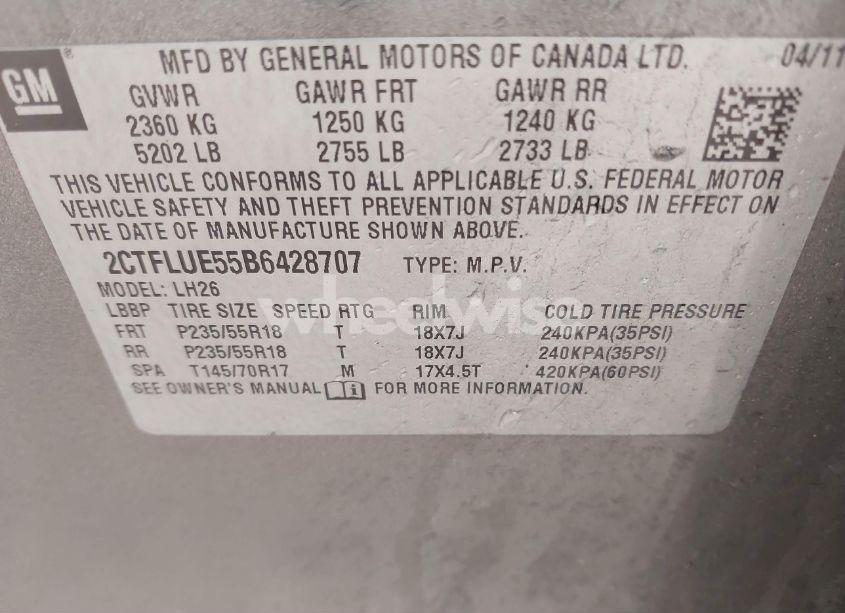 GM
MFD BY GENERAL MOTORS OF CANADA LTD. 04/11
GVWR GAWR FRT GAWR RR
2360 KG 1250 KG 1240 KG
5202 LB 2755 LB 2733 LB
THIS VEHICLE CONFORMS TO ALL APPLICABLE U.S. FEDERAL MOTOR
VEHICLE SAFETY AND THEFT PREVENTION STANDARDS IN EFFECT ON
THE DATE OF MANUFACTURE SHOWN ABOVE.
2CTFLUE55B6428707 TYPE: M.P.V.
MODEL: LH26
LBBP TIRE SIZE SPEED RTG RIM COLD TIRE PRESSURE
FRT P235/55R18 T 18X7J 240KPA(35PSI)
RR P235/55R18 T 18X7J 240KPA(35PSI)
SPA T145/70R17 M 17X4.5T 420KPA(60PSI)
SEE OWNER'S MANUAL FOR MORE INFORMATION.
wheelwise